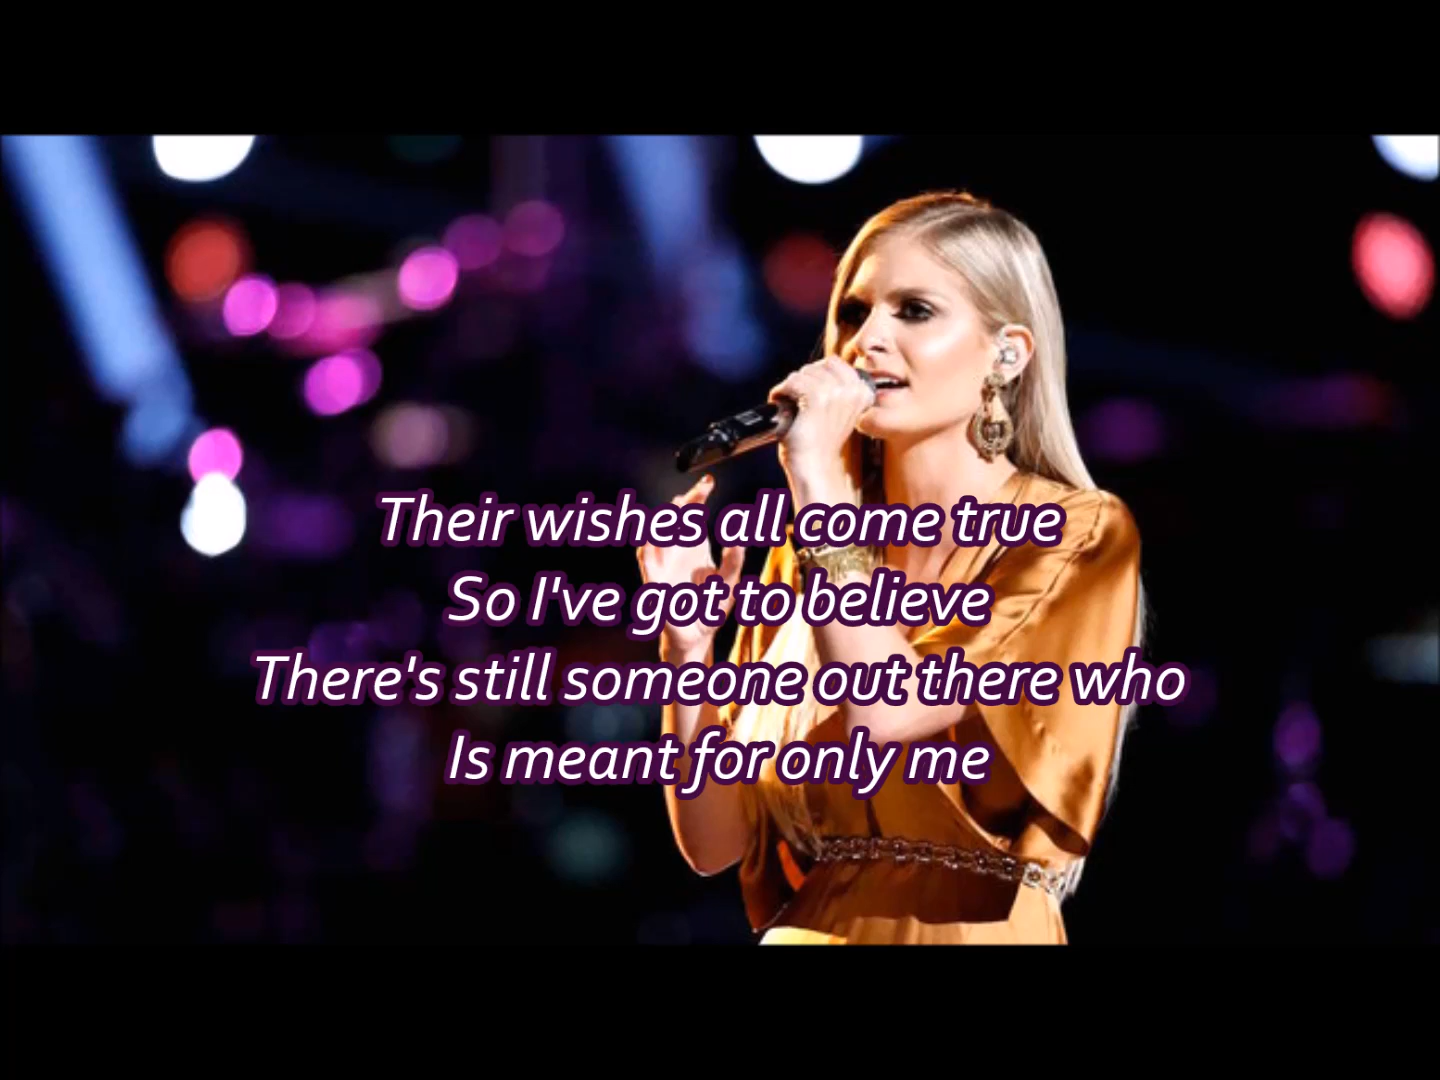 Their wishes all come true
So I've got to believe
There's still someone out there who
Is meant for only me